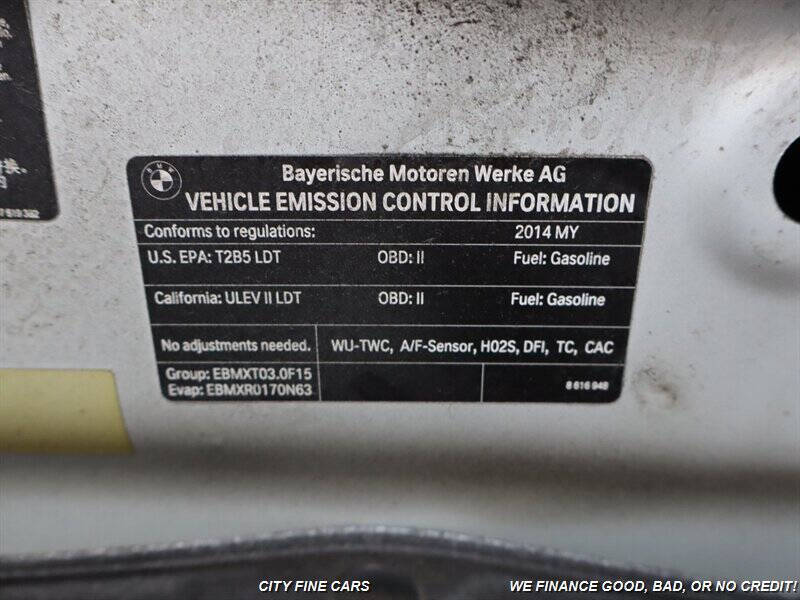 BMW
Bayerische Motoren Werke AG
VEHICLE EMISSION CONTROL INFORMATION
Conforms to regulations: 2014 MY
U.S. EPA: T2B5 LDT OBD: II Fuel: Gasoline
California: ULEV II LDT OBD: II Fuel: Gasoline
No adjustments needed. WU-TWC, A/F-Sensor, H02S, DFI, TC, CAC
Group: EBMXT03.0F15
Evap: EBMXR0170N63 8 616 948
CITY FINE CARS WE FINANCE GOOD, BAD, OR NO CREDIT!